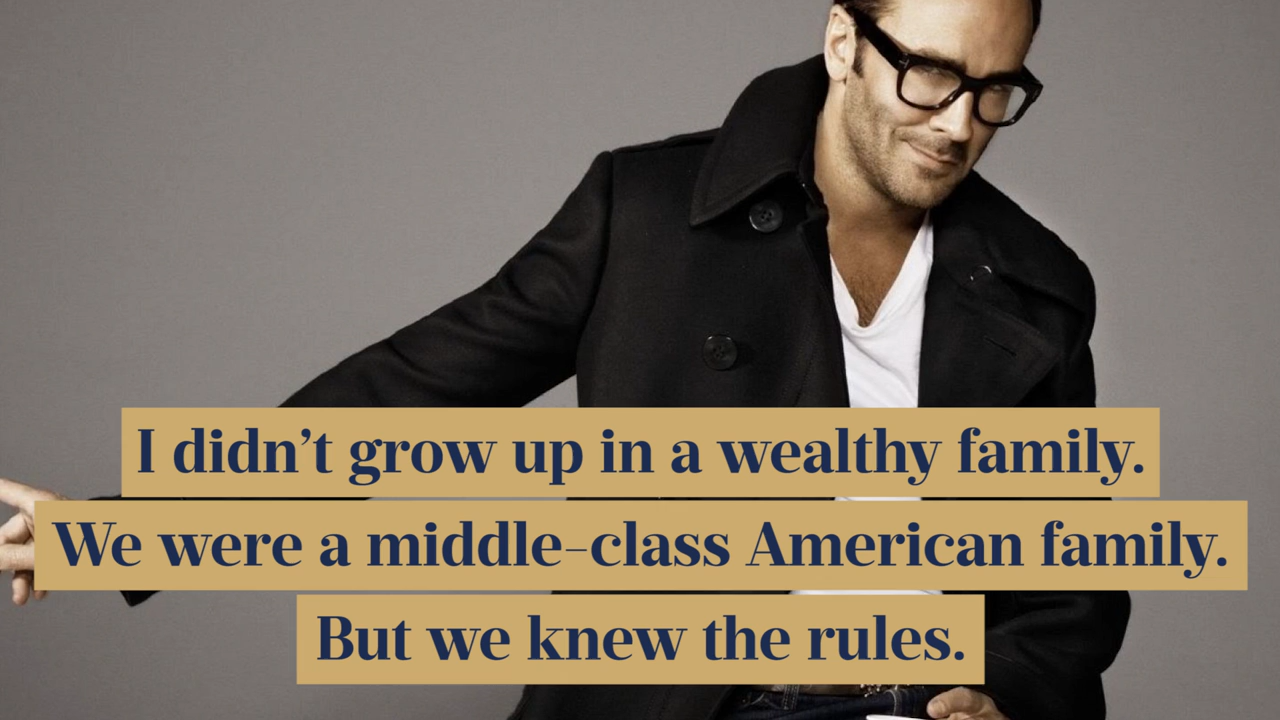 I didn’t grow up in a wealthy family.
We were a middle-class American family.
But we knew the rules.